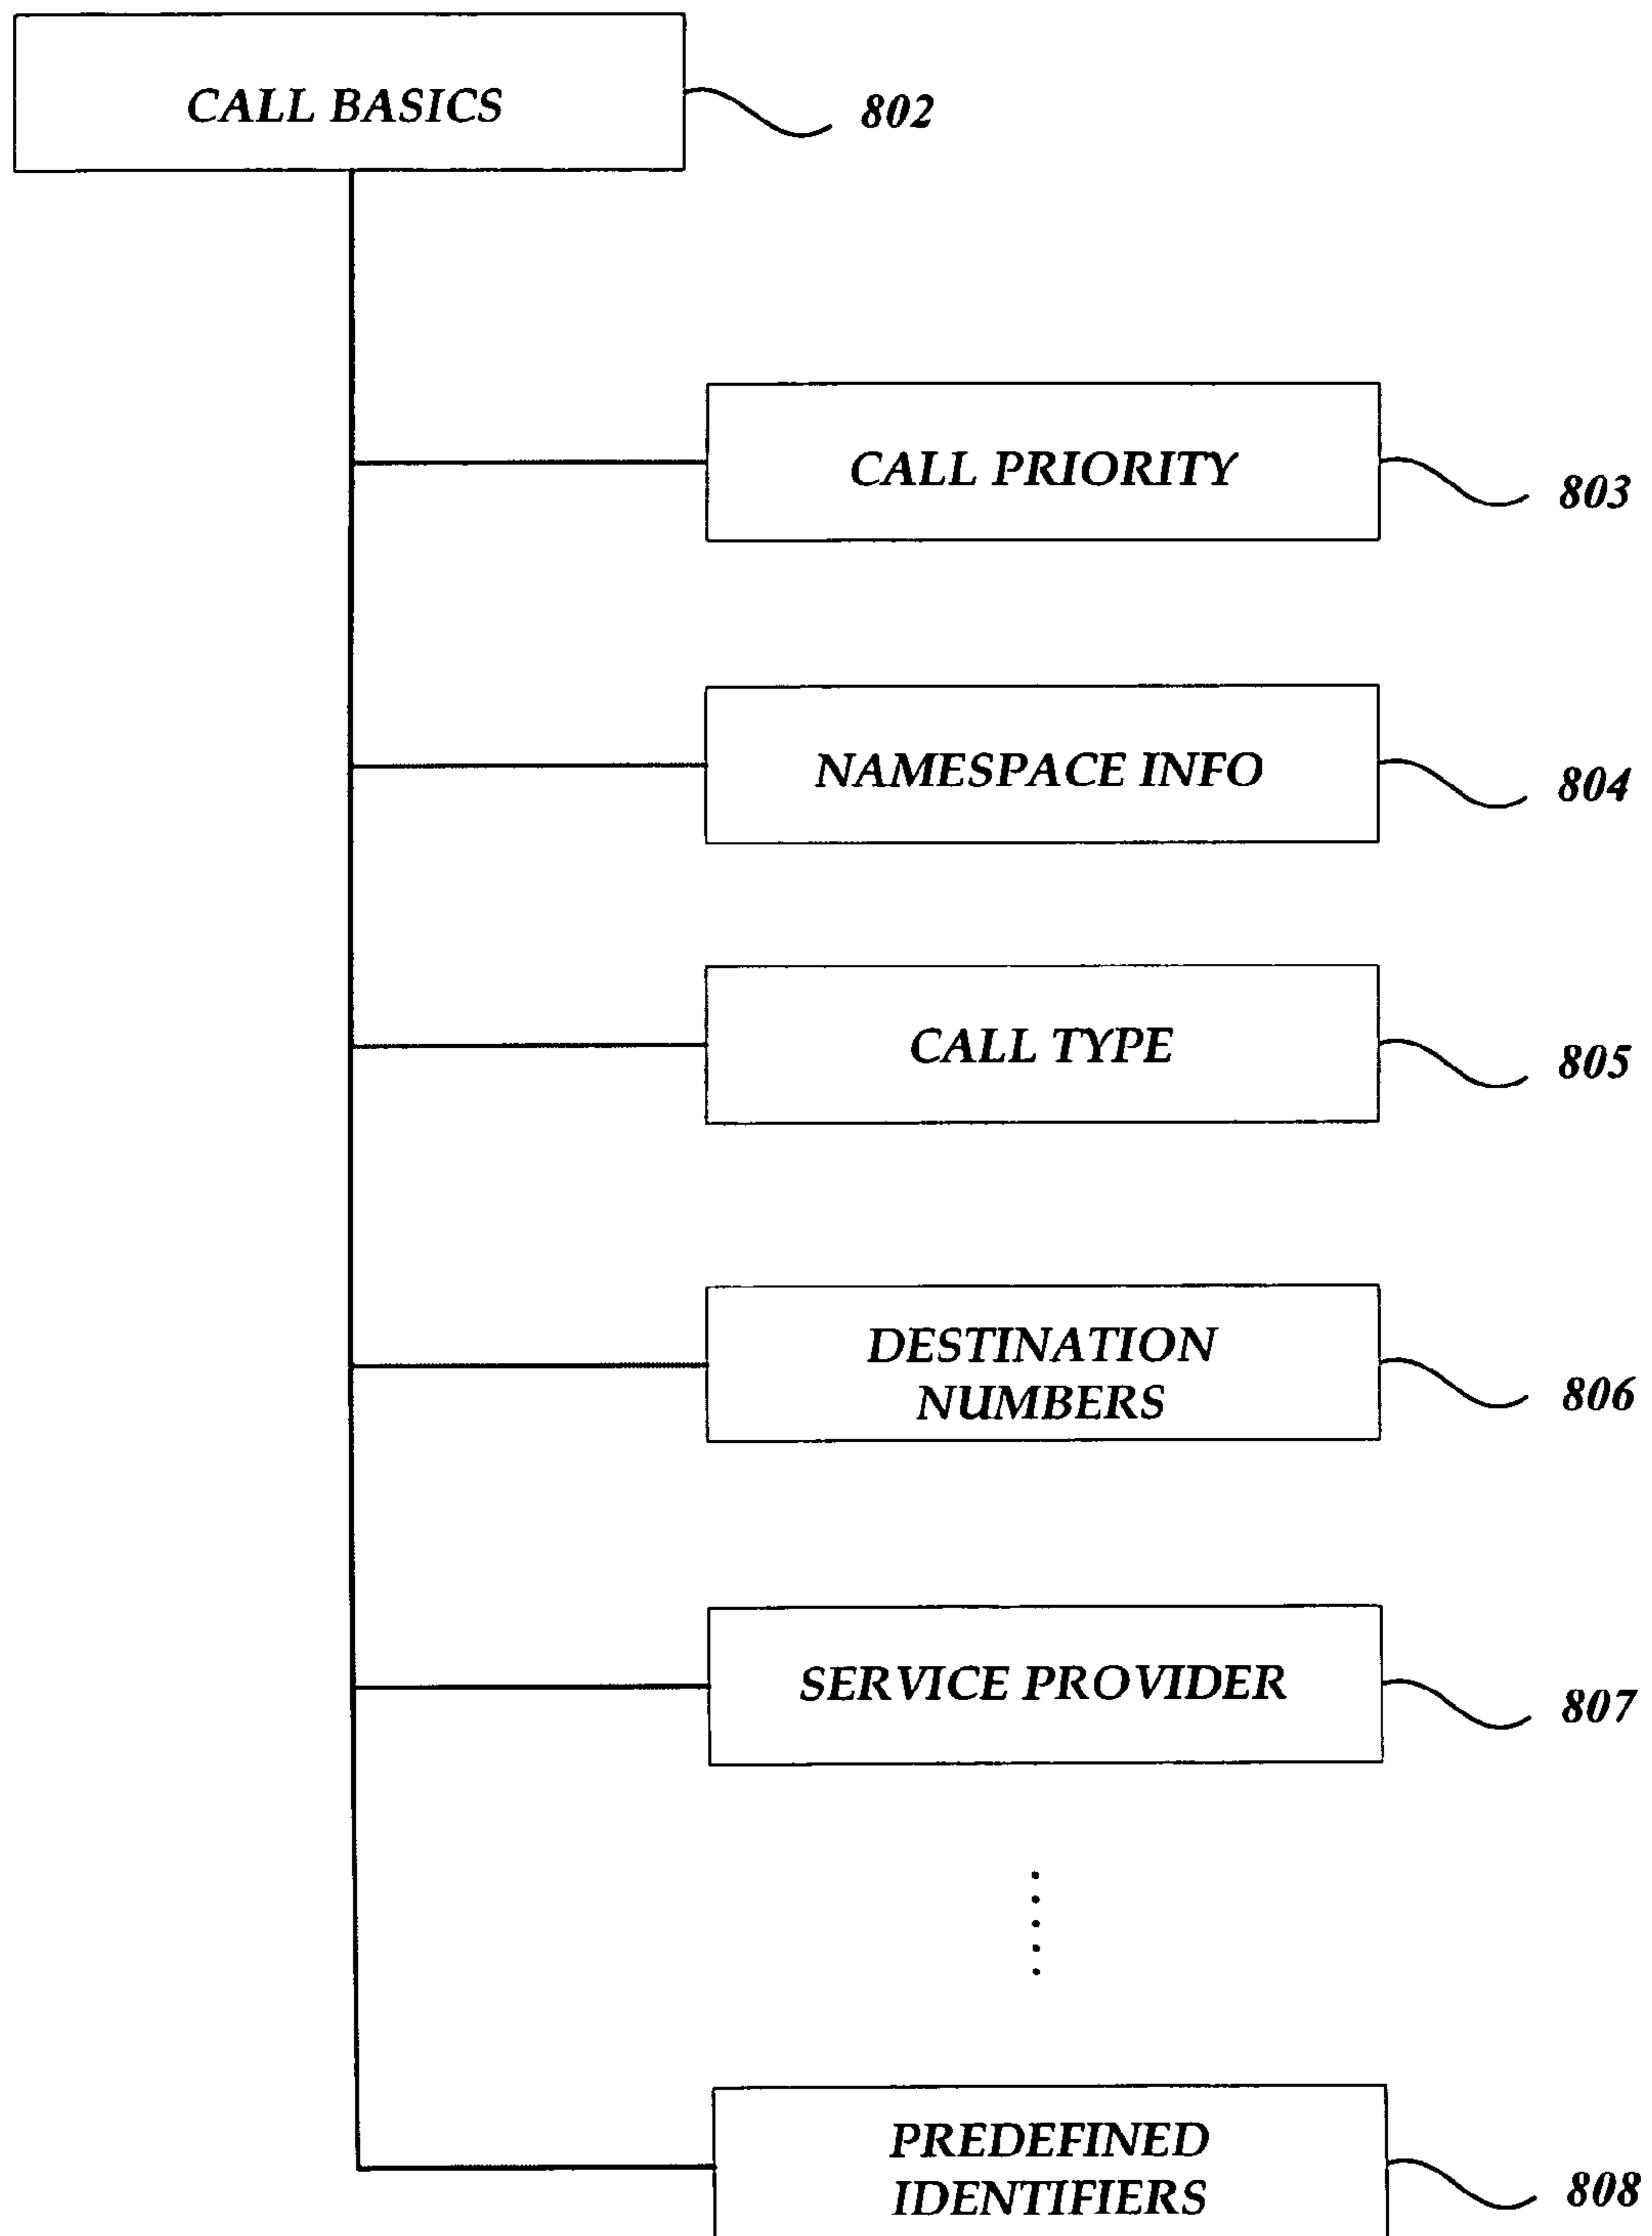 CALL BASICS
802
CALL PRIORITY
803
NAMESPACE INFO
804
CALL TYPE
805
DESTINATION
NUMBERS
806
SERVICE PROVIDER
807
PREDEFINED
IDENTIFIERS
808